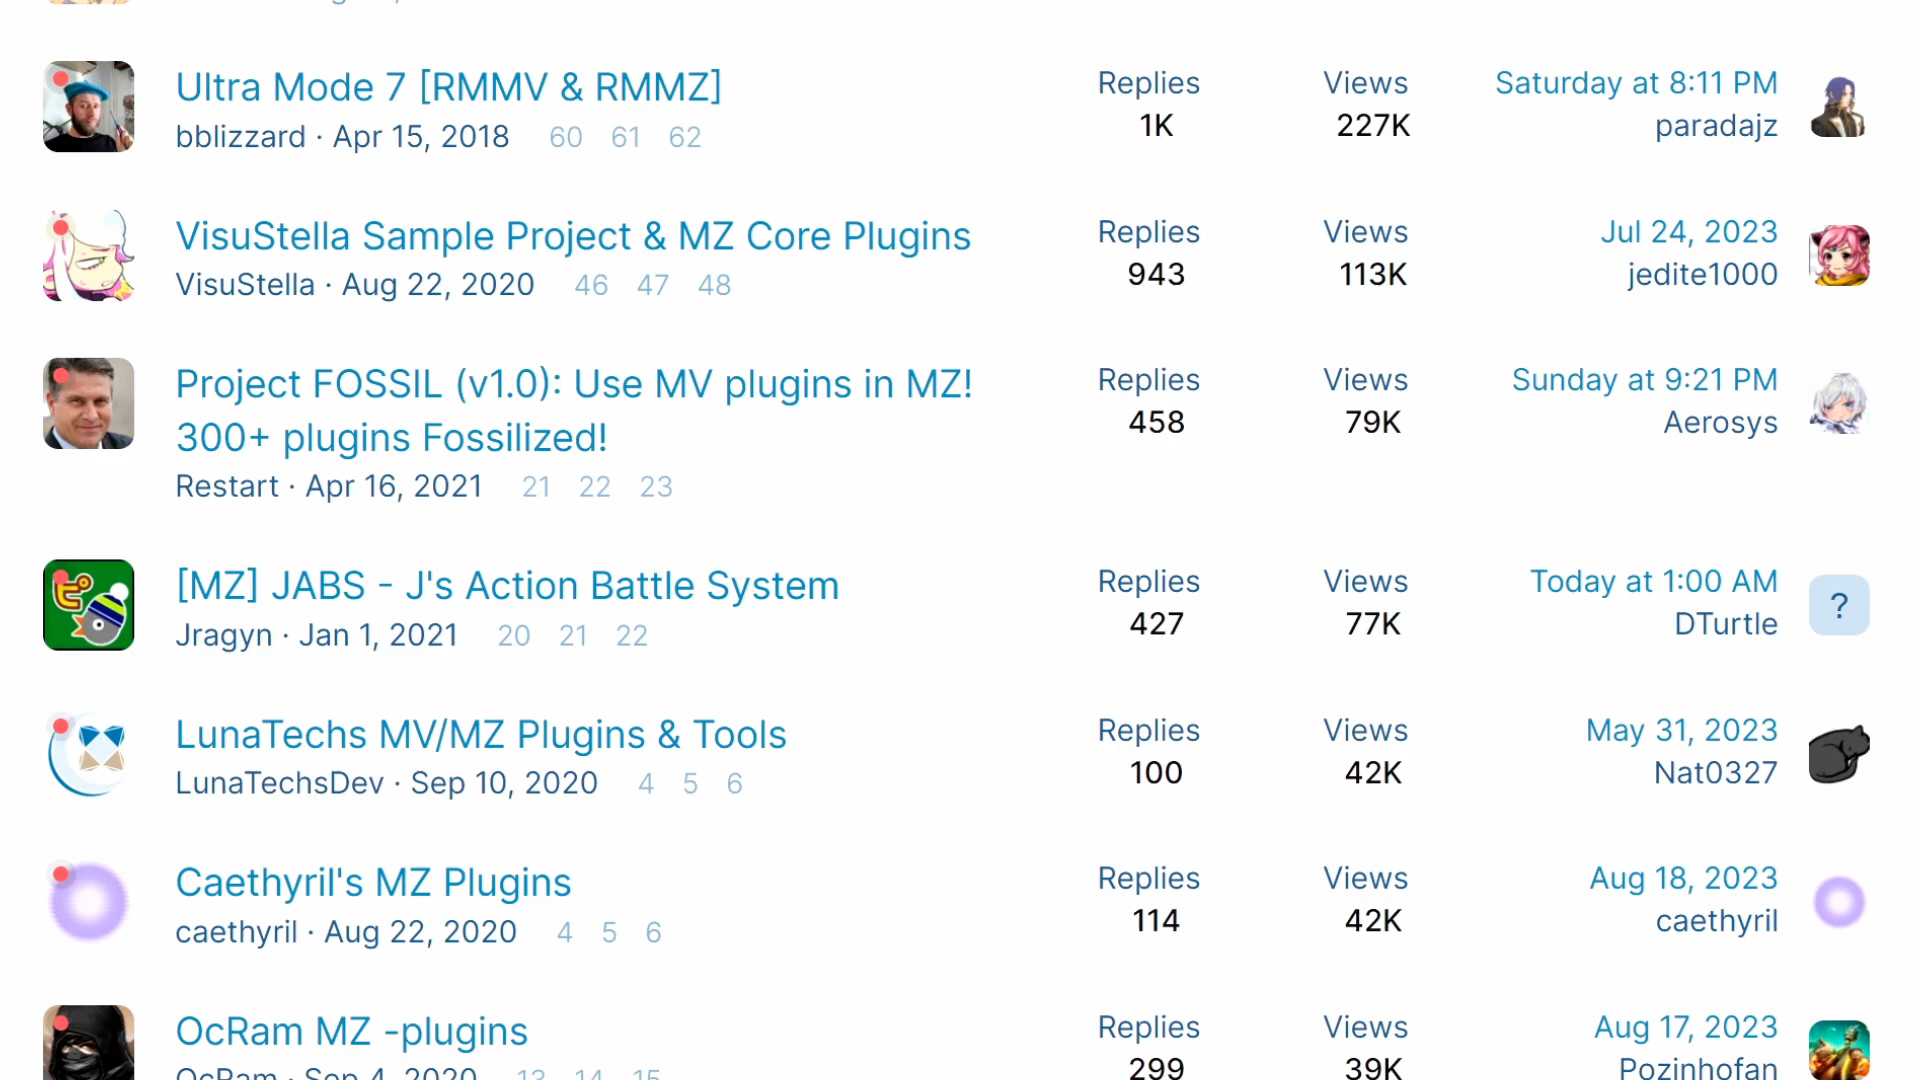 Ultra Mode 7 [RMMV & RMMZ]
bblizzard · Apr 15, 2018 60 61 62
Replies
1K
Views
227K
Saturday at 8:11 PM
paradajz
VisuStella Sample Project & MZ Core Plugins
VisuStella · Aug 22, 2020 46 47 48
Replies
943
Views
113K
Jul 24, 2023
jedite1000
Project FOSSIL (v1.0): Use MV plugins in MZ!
300+ plugins Fossilized!
Restart · Apr 16, 2021 21 22 23
Replies
458
Views
79K
Sunday at 9:21 PM
Aerosys
[MZ] JABS - J's Action Battle System
Jragyn · Jan 1, 2021 20 21 22
Replies
427
Views
77K
Today at 1:00 AM
DTurtle
?
LunaTechs MV/MZ Plugins & Tools
LunaTechsDev · Sep 10, 2020 4 5 6
Replies
100
Views
42K
May 31, 2023
Nat0327
Caethyril's MZ Plugins
caethyril · Aug 22, 2020 4 5 6
Replies
114
Views
42K
Aug 18, 2023
caethyril
OcRam MZ -plugins
OcRam · Sep 4, 2020 13 14 15
Replies
299
Views
39K
Aug 17, 2023
Pozinhofan